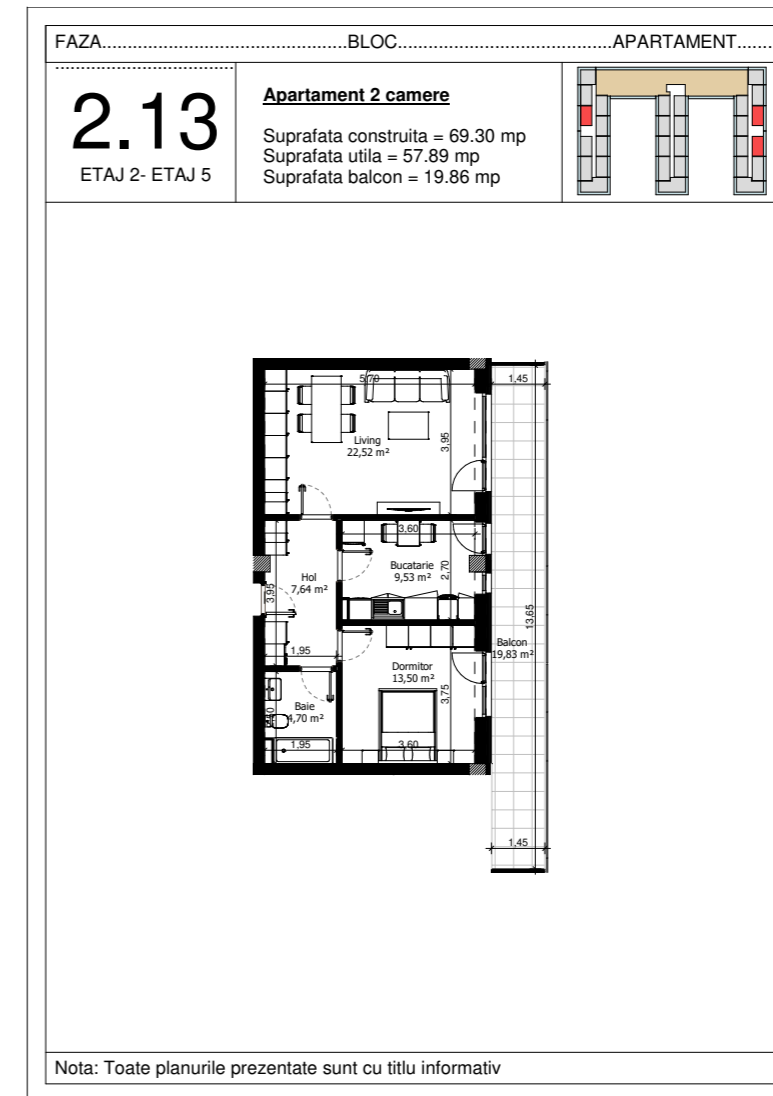 FAZA...............................................BLOC.........................................APARTAMENT.......
2.13
ETAJ 2- ETAJ 5
Apartament 2 camere
Suprafata construita = 69.30 mp
Suprafata utila = 57.89 mp
Suprafata balcon = 19.86 mp
5,70
1,45
Living
22,52 m²
3,95
3,60
Bucatarie
9,53 m²
2,70
Hol
7,64 m²
3,95
13,65
1,95
Balcon
19,83 m²
Dormitor
13,50 m²
3,75
Baie
4,70 m²
1,95
3,60
1,45
Nota: Toate planurile prezentate sunt cu titlu informativ